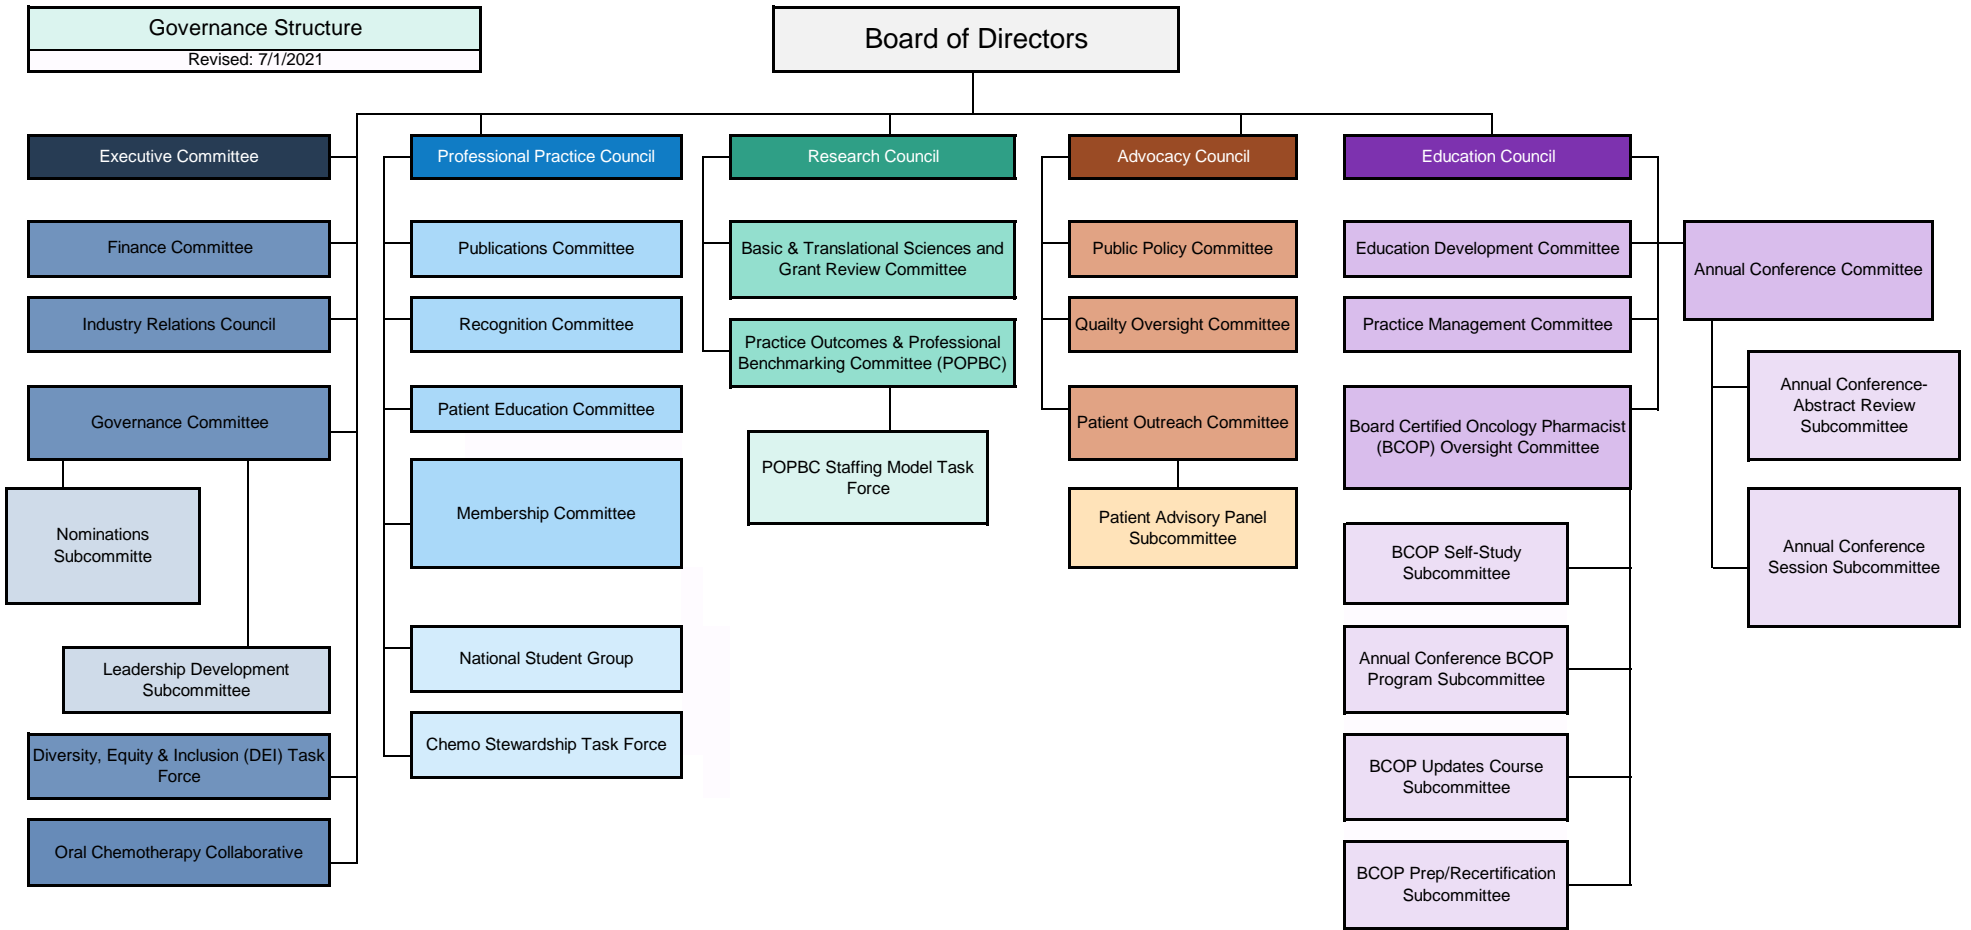 Governance Structure
Revised: 7/1/2021
Board of Directors
Executive Committee
Finance Committee
Industry Relations Council
Governance Committee
Nominations
Subcommitte
Leadership Development
Subcommittee
Diversity, Equity & Inclusion (DEI) Task
Force
Oral Chemotherapy Collaborative
Professional Practice Council
Publications Committee
Recognition Committee
Patient Education Committee
Membership Committee
National Student Group
Chemo Stewardship Task Force
Research Council
Basic & Translational Sciences and
Grant Review Committee
Practice Outcomes & Professional
Benchmarking Committee (POPBC)
POPBC Staffing Model Task
Force
Advocacy Council
Public Policy Committee
Quailty Oversight Committee
Patient Outreach Committee
Patient Advisory Panel
Subcommittee
Education Council
Education Development Committee
Practice Management Committee
Board Certified Oncology Pharmacist
(BCOP) Oversight Committee
BCOP Self-Study
Subcommittee
Annual Conference BCOP
Program Subcommittee
BCOP Updates Course
Subcommittee
BCOP Prep/Recertification
Subcommittee
Annual Conference Committee
Annual Conference-
Abstract Review
Subcommittee
Annual Conference
Session Subcommittee